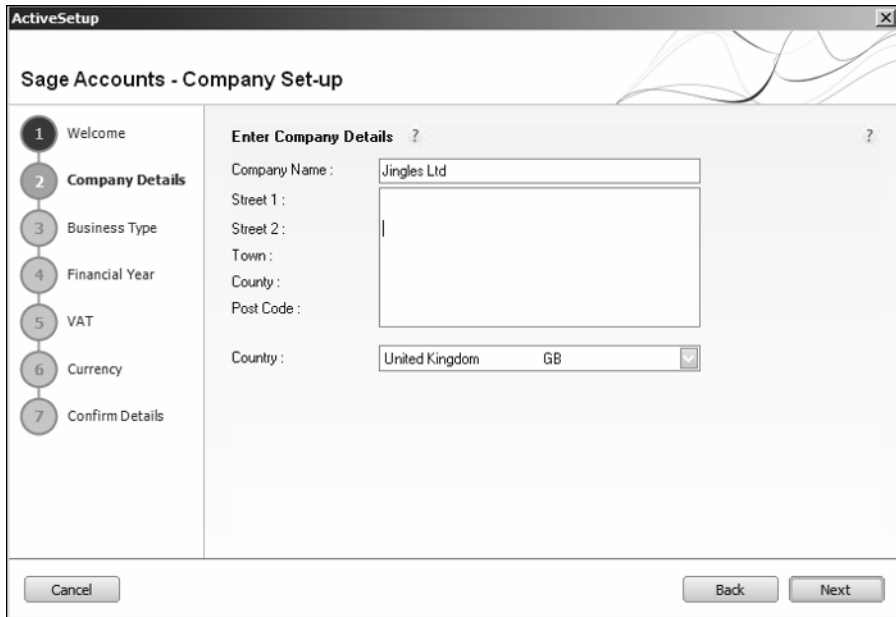 ActiveSetup
Sage Accounts - Company Set-up
1 Welcome
2 Company Details
3 Business Type
4 Financial Year
5 VAT
6 Currency
7 Confirm Details
Enter Company Details ? ?
Company Name : Jingles Ltd
Street 1 :
Street 2 :
Town :
County :
Post Code :
Country : United Kingdom GB
Cancel Back Next